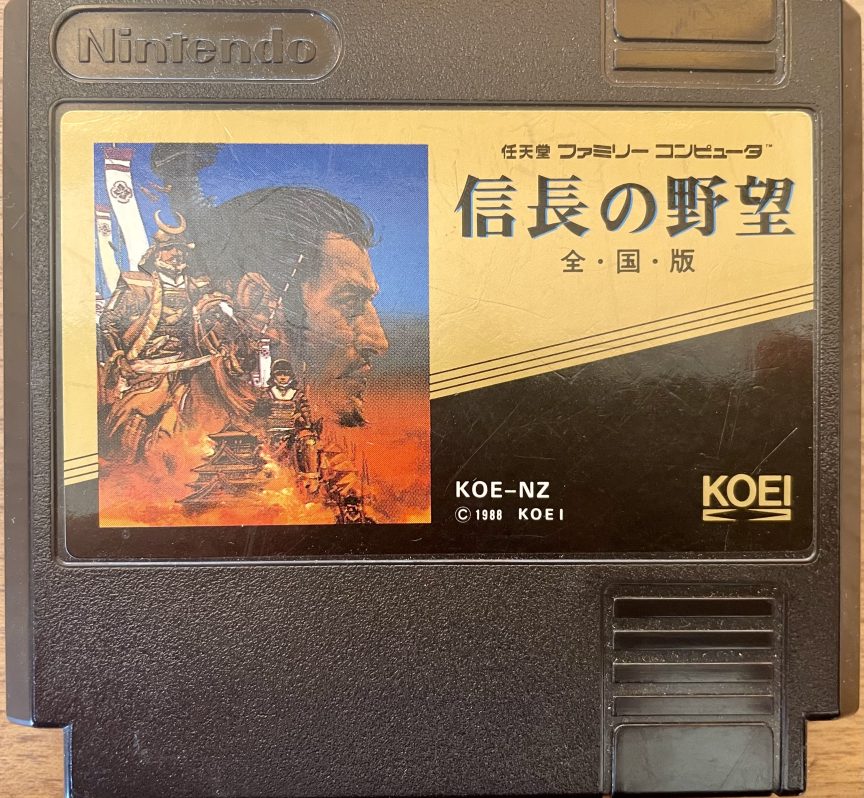 Nintendo
任天堂 ファミリー コンピュータ™
信長の野望
全・国・版
KOE-NZ
© 1988 KOEI
KOEI